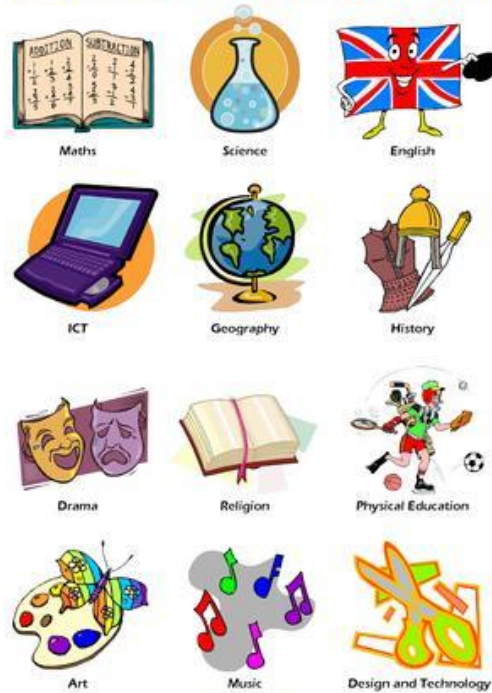 ADDITION SUBTRACTION
Maths
Science
English
ICT
Geography
History
Drama
Religion
Physical Education
Art
Music
Design and Technology